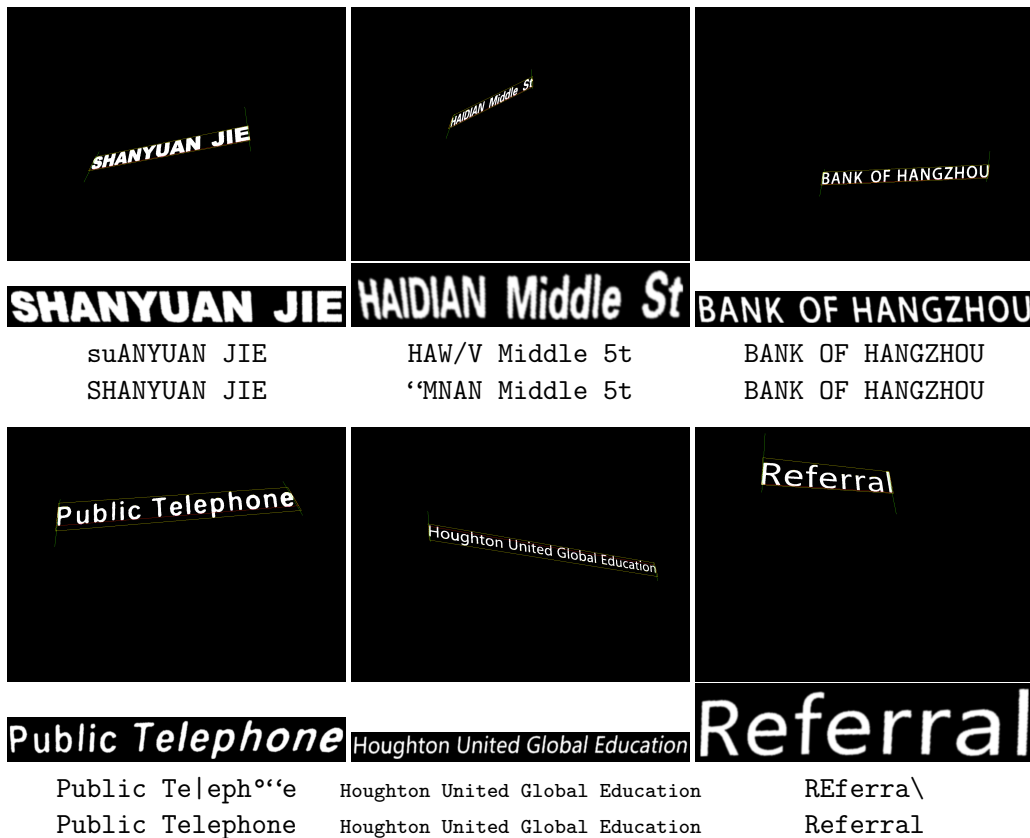 SHANYUAN JIE
HAIDIAN Middle St
BANK OF HANGZHOU
SHANYUAN JIE
HAIDIAN Middle St
BANK OF HANGZHOU
suANYUAN JIE
HAW/V Middle 5t
BANK OF HANGZHOU
SHANYUAN JIE
“MNAN Middle 5t
BANK OF HANGZHOU
Public Telephone
Houghton United Global Education
Referral
Public Telephone
Houghton United Global Education
Referral
Public Te|eph°“e
Houghton United Global Education
REferra\
Public Telephone
Houghton United Global Education
Referral